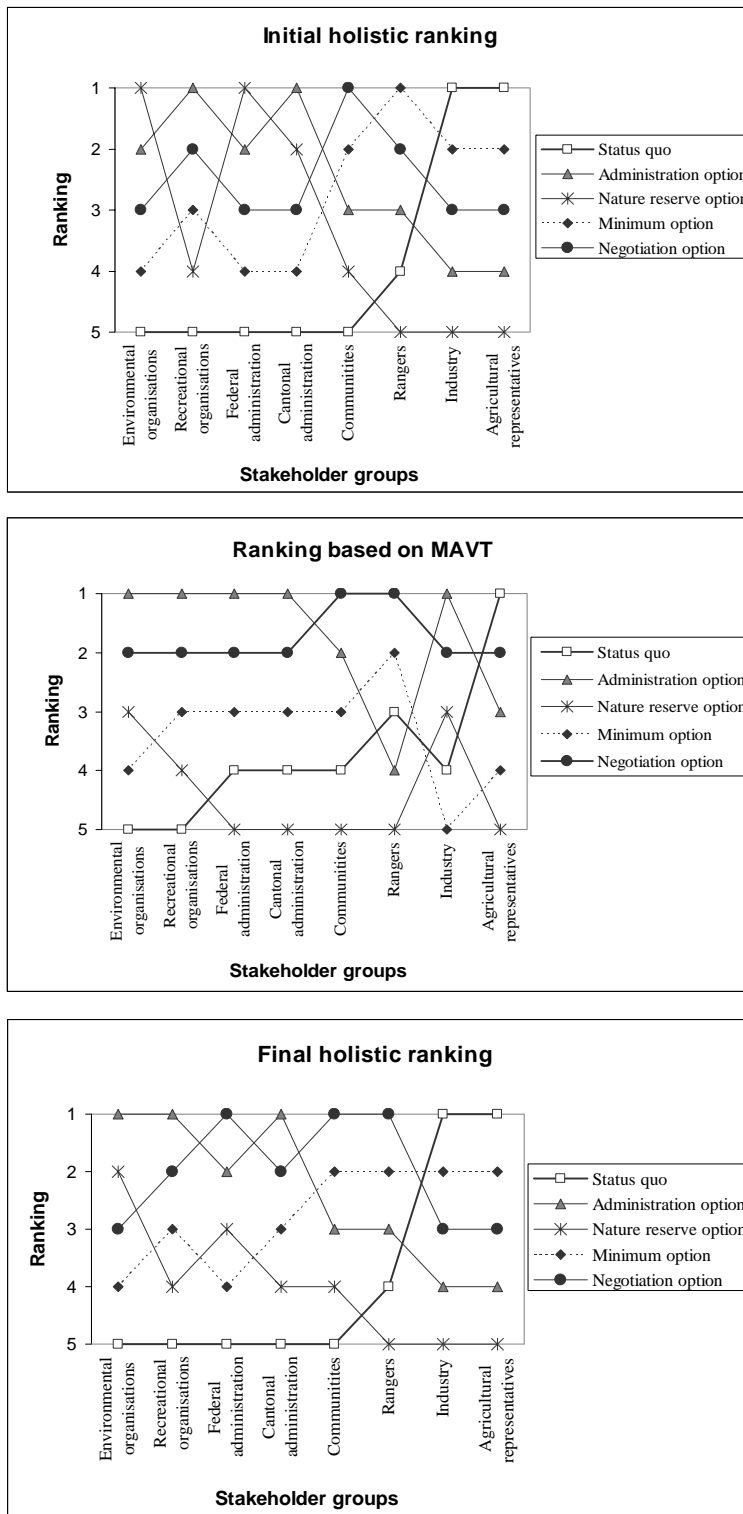 Initial holistic ranking
1
2
3
4
5
Ranking
Environmental
organisations
Recreational
organisations
Federal
administration
Cantonal
administration
Communitites
Rangers
Industry
Agricultural
representatives
Stakeholder groups
Status quo
Administration option
Nature reserve option
Minimum option
Negotiation option
Ranking based on MAVT
1
2
3
4
5
Ranking
Environmental
organisations
Recreational
organisations
Federal
administration
Cantonal
administration
Communitites
Rangers
Industry
Agricultural
representatives
Stakeholder groups
Status quo
Administration option
Nature reserve option
Minimum option
Negotiation option
Final holistic ranking
1
2
3
4
5
Ranking
Environmental
organisations
Recreational
organisations
Federal
administration
Cantonal
administration
Communitites
Rangers
Industry
Agricultural
representatives
Stakeholder groups
Status quo
Administration option
Nature reserve option
Minimum option
Negotiation option